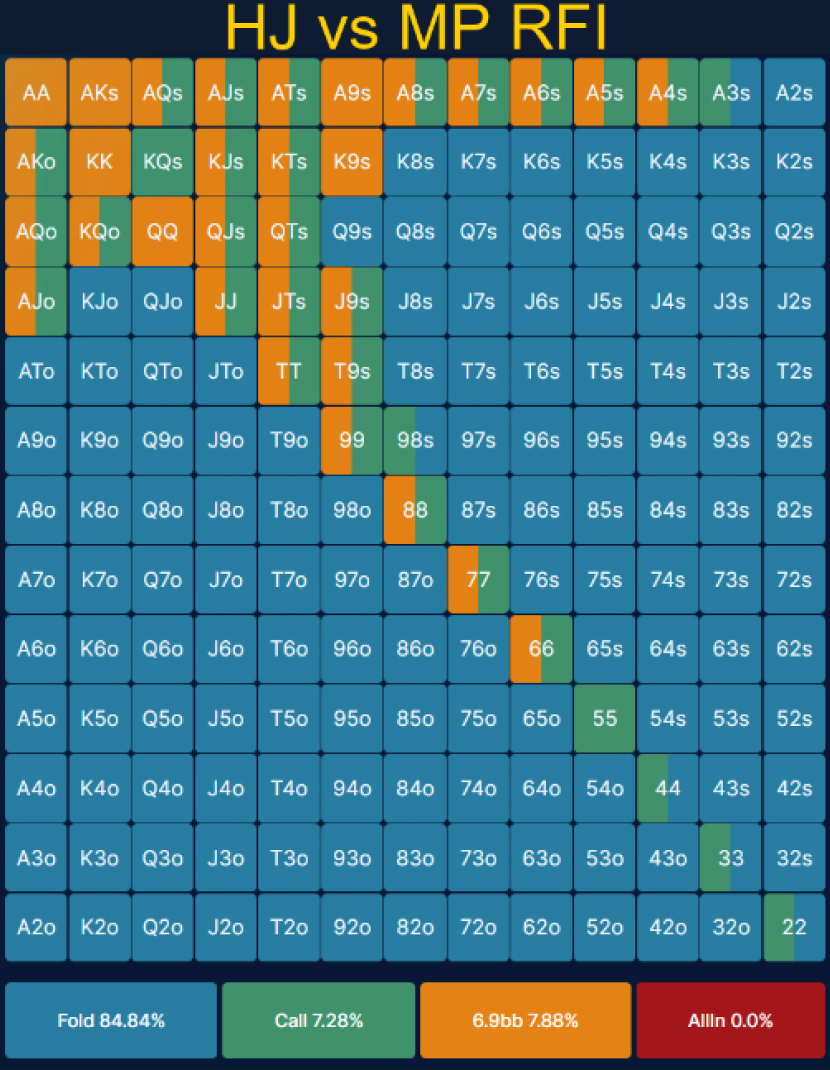 HJ vs MP RFI
AA AKs AQs AJs ATs A9s A8s A7s A6s A5s A4s A3s A2s
AKo KK KQs KJs KTs K9s K8s K7s K6s K5s K4s K3s K2s
AQo KQo QQ QJs QTs Q9s Q8s Q7s Q6s Q5s Q4s Q3s Q2s
AJo KJo QJo JJ JTs J9s J8s J7s J6s J5s J4s J3s J2s
ATo KTo QTo JTo TT T9s T8s T7s T6s T5s T4s T3s T2s
A9o K9o Q9o J9o T9o 99 98s 97s 96s 95s 94s 93s 92s
A8o K8o Q8o J8o T8o 98o 88 87s 86s 85s 84s 83s 82s
A7o K7o Q7o J7o T7o 97o 87o 77 76s 75s 74s 73s 72s
A6o K6o Q6o J6o T6o 96o 86o 76o 66 65s 64s 63s 62s
A5o K5o Q5o J5o T5o 95o 85o 75o 65o 55 54s 53s 52s
A4o K4o Q4o J4o T4o 94o 84o 74o 64o 54o 44 43s 42s
A3o K3o Q3o J3o T3o 93o 83o 73o 63o 53o 43o 33 32s
A2o K2o Q2o J2o T2o 92o 82o 72o 62o 52o 42o 32o 22
Fold 84.84% Call 7.28% 6.9bb 7.88% AllIn 0.0%